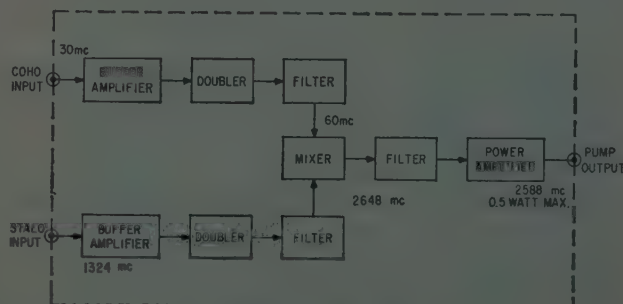 30mc
COHO
INPUT
AMPLIFIER
DOUBLER
FILTER
60mc
MIXER
FILTER
POWER
PUMP
OUTPUT
2588 mc
0.5 WATT MAX.
2648 mc
STALO
INPUT
BUFFER
AMPLIFIER
DOUBLER
FILTER
1324 mc